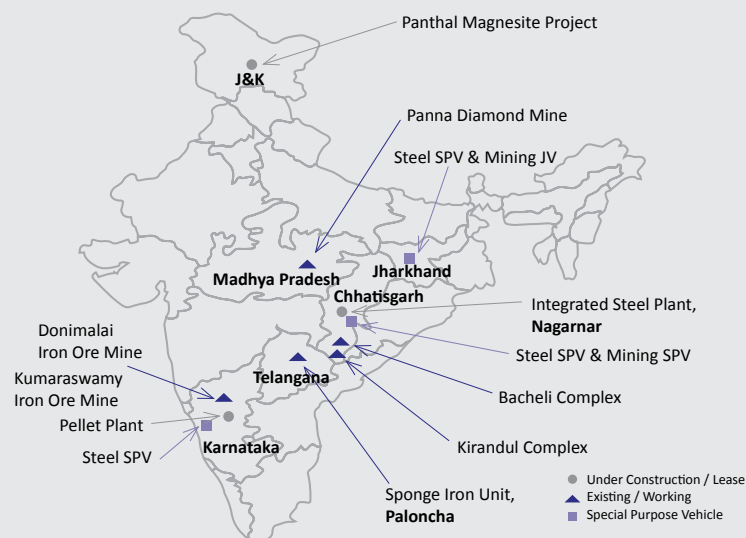 Panthal Magnesite Project
J&K
Panna Diamond Mine
Steel SPV & Mining JV
Madhya Pradesh
Jharkhand
Chhatisgarh
Integrated Steel Plant,
Nagarnar
Donimalai
Iron Ore Mine
Steel SPV & Mining SPV
Kumaraswamy
Iron Ore Mine
Telangana
Bacheli Complex
Pellet Plant
Karnataka
Kirandul Complex
Steel SPV
Sponge Iron Unit,
Paloncha
Under Construction / Lease
Existing / Working
Special Purpose Vehicle